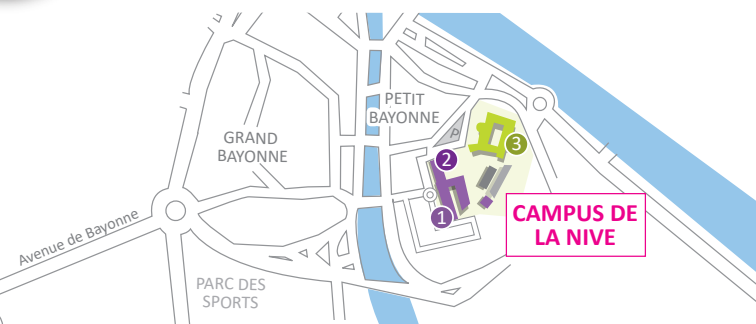 PETIT
BAYONNE
P
GRAND
BAYONNE
2
3
1
CAMPUS DE
LA NIVE
Avenue de Bayonne
PARC DES
SPORTS